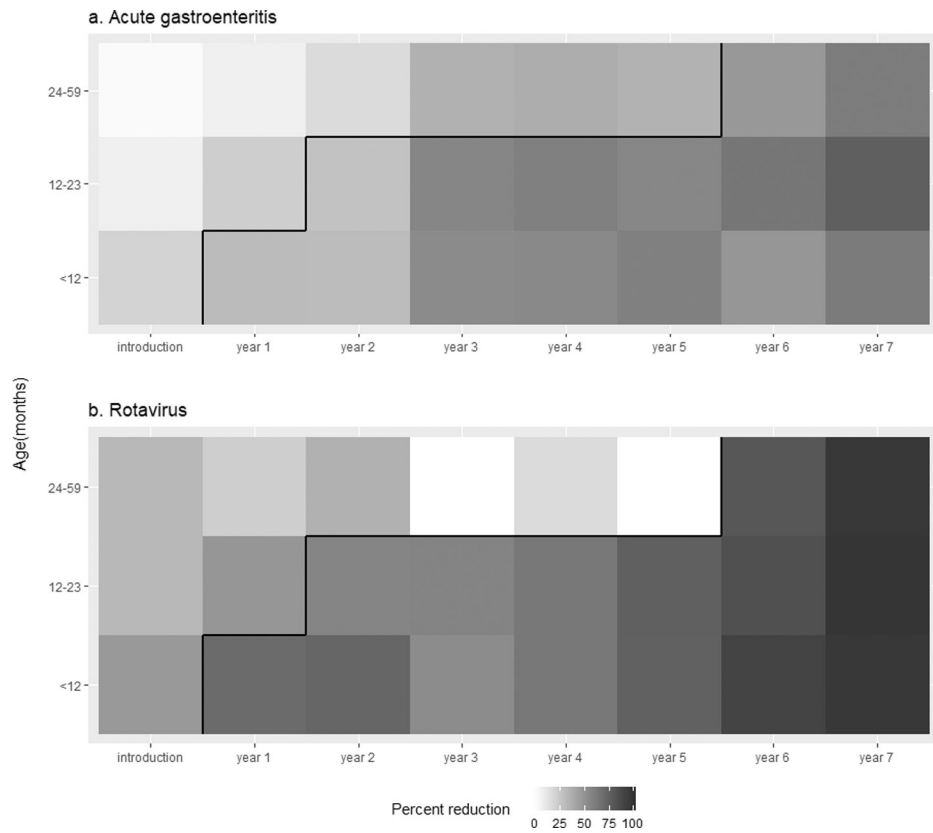 a. Acute gastroenteritis
24-59
12-23
<12
introduction year 1 year 2 year 3 year 4 year 5 year 6 year 7
Age(months)
b. Rotavirus
24-59
12-23
<12
introduction year 1 year 2 year 3 year 4 year 5 year 6 year 7
Percent reduction
0 25 50 75 100